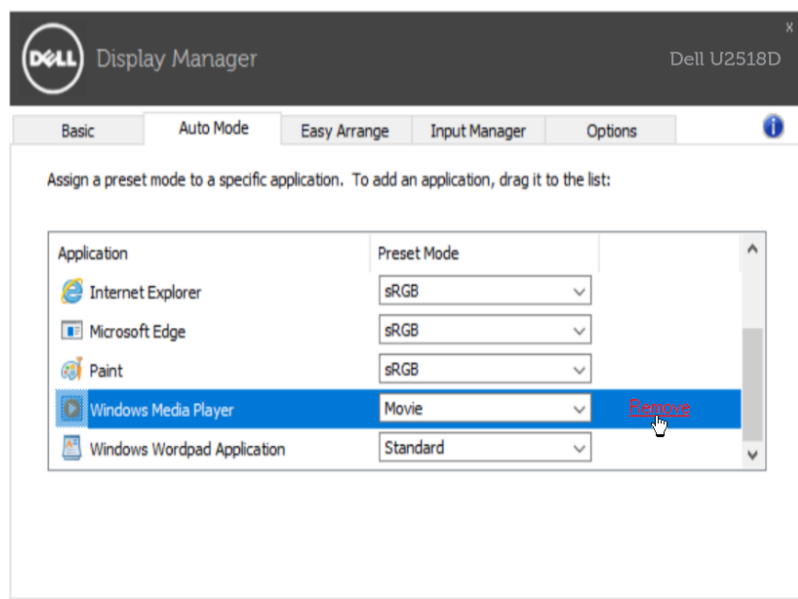 x
DELL Display Manager Dell U2518D
Basic Auto Mode Easy Arrange Input Manager Options i
Assign a preset mode to a specific application. To add an application, drag it to the list:
Application Preset Mode
Internet Explorer sRGB
Microsoft Edge sRGB
Paint sRGB
Windows Media Player Movie Remove
Windows Wordpad Application Standard